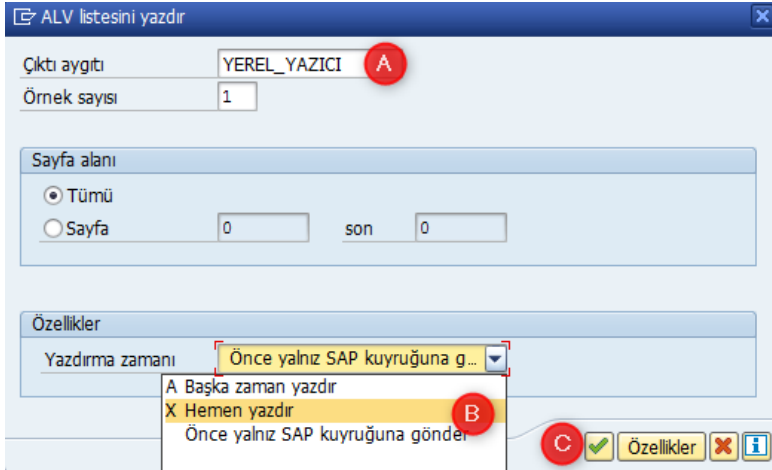 ALV listesini yazdır
Çıktı aygıtı YEREL_YAZICI A
Örnek sayısı 1
Sayfa alanı
Tümü
Sayfa 0 son 0
Özellikler
Yazdırma zamanı Önce yalnız SAP kuyruğuna g...
A Başka zaman yazdır
X Hemen yazdır B
Önce yalnız SAP kuyruğuna gönder
C Özellikler